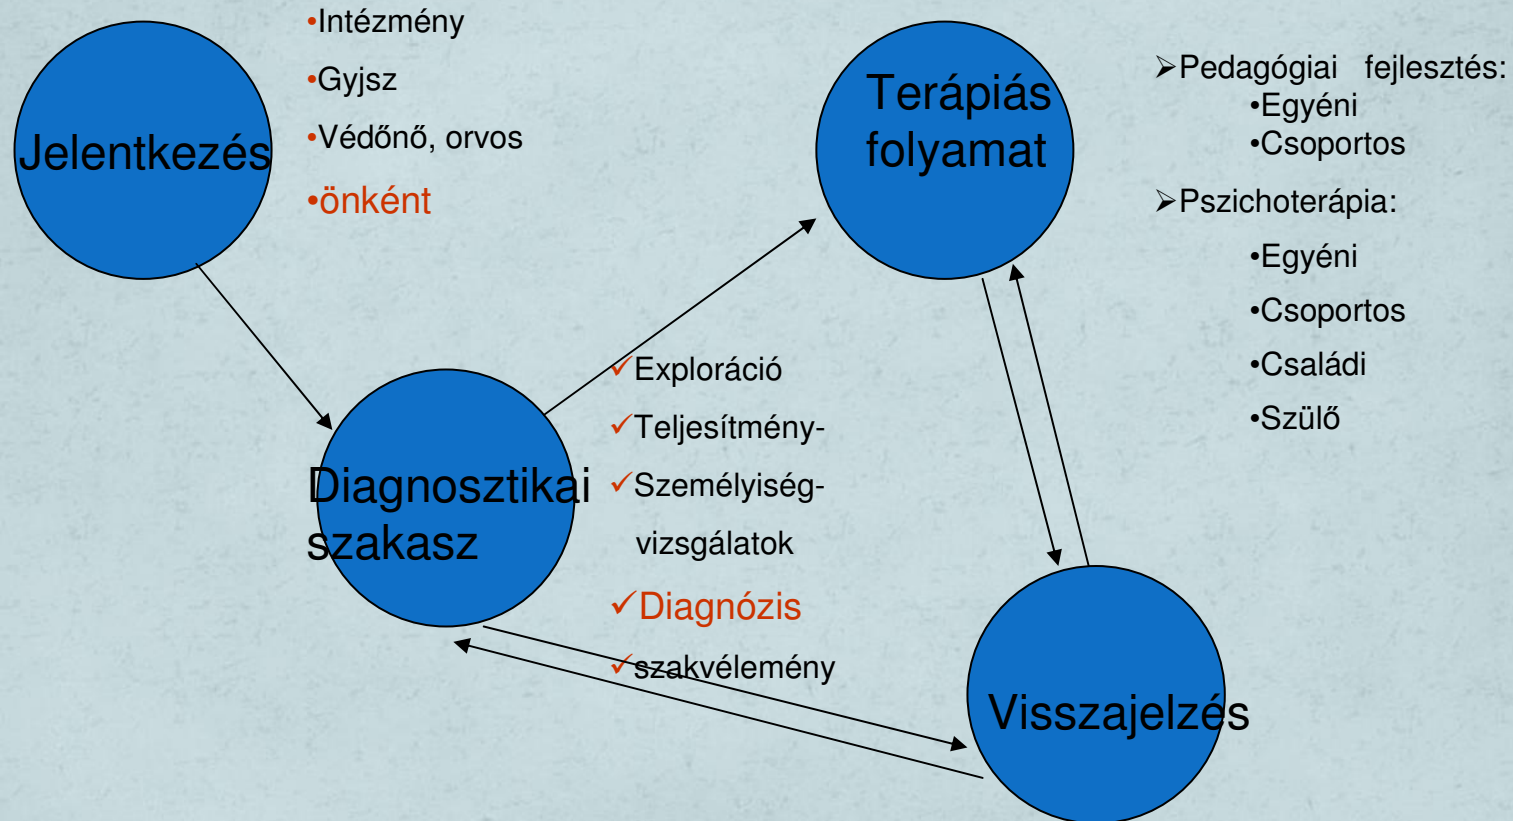 Jelentkezés
•Intézmény
•Gyjsz
•Védőnő, orvos
•önként
Diagnosztikai
szakasz
✓Exploráció
✓Teljesítmény-
✓Személyiség-
vizsgálatok
✓Diagnózis
✓szakvélemény
Terápiás
folyamat
➢Pedagógiai fejlesztés:
•Egyéni
•Csoportos
➢Pszichoterápia:
•Egyéni
•Csoportos
•Családi
•Szülő
Visszajelzés